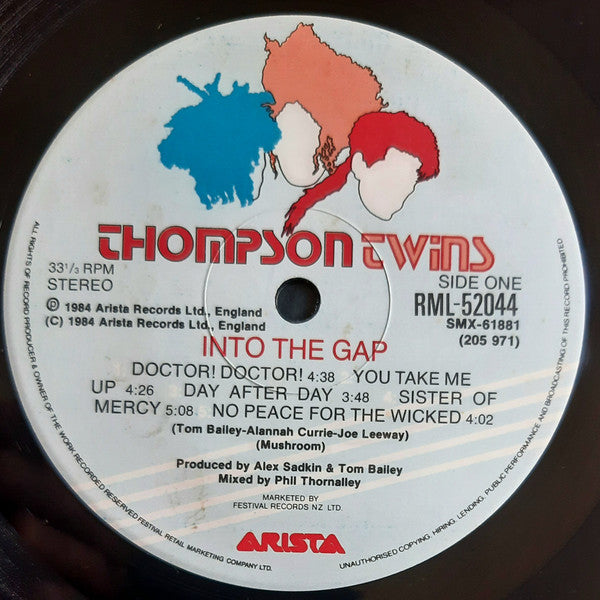 THOMPSON TWINS
33 1/3 RPM
STEREO
SIDE ONE
RML-52044
SMX-61881
(205 971)
℗ 1984 Arista Records Ltd., England
(C) 1984 Arista Records Ltd., England
INTO THE GAP
DOCTOR! DOCTOR! 4:38 YOU TAKE ME
UP 4:26 DAY AFTER DAY 3:48 SISTER OF
MERCY 5:08 NO PEACE FOR THE WICKED 4:02
(Tom Bailey-Alannah Currie-Joe Leeway)
(Mushroom)
Produced by Alex Sadkin & Tom Bailey
Mixed by Phil Thornalley
MARKETED BY
FESTIVAL RECORDS NZ LTD.
ARISTA
ALL RIGHTS OF RECORD PRODUCER & OWNER OF THE WORK RECORDED RESERVED FESTIVAL RETAIL MARKETING COMPANY LTD.
UNAUTHORISED COPYING, HIRING, LENDING, PUBLIC PERFORMANCE AND BROADCASTING OF THIS RECORD PROHIBITED